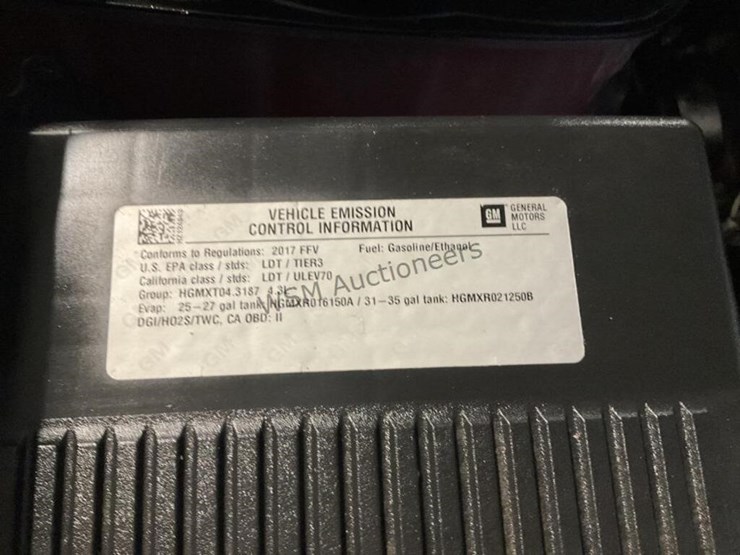 VEHICLE EMISSION
CONTROL INFORMATION
GM
GENERAL
MOTORS
LLC
Conforms to Regulations: 2017 FFV Fuel: Gasoline/Ethanol
U.S. EPA class / stds: LDT / TIER3
California class / stds: LDT / ULEV70
Group: HGMXT04.3187 4.3L
Evap: 25-27 gal tank: HGMXR016150A / 31-35 gal tank: HGMXR021250B
DGI/HO2S/TWC, CA OBD: II
SM Auctioneers